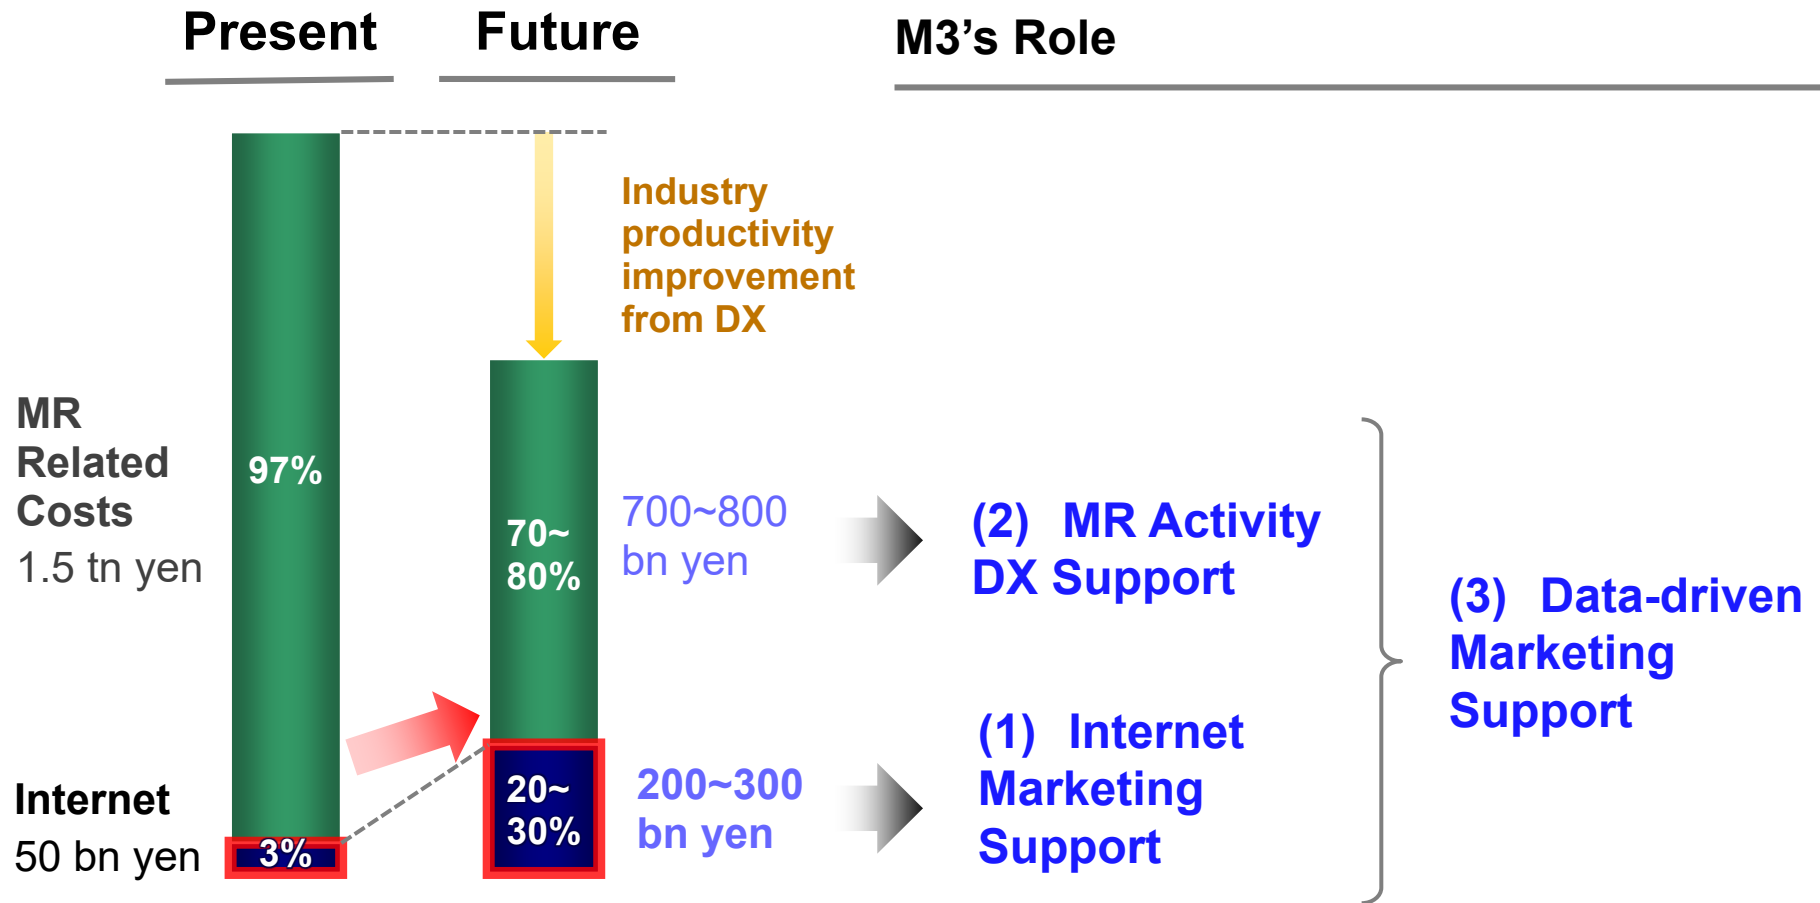 Present
Future
M3’s Role
Industry
productivity
improvement
from DX
MR
Related
Costs
1.5 tn yen
97%
70~
80%
700~800
bn yen
(2) MR Activity
DX Support
(3) Data-driven
Marketing
Support
Internet
50 bn yen
3%
20~
30%
200~300
bn yen
(1) Internet
Marketing
Support